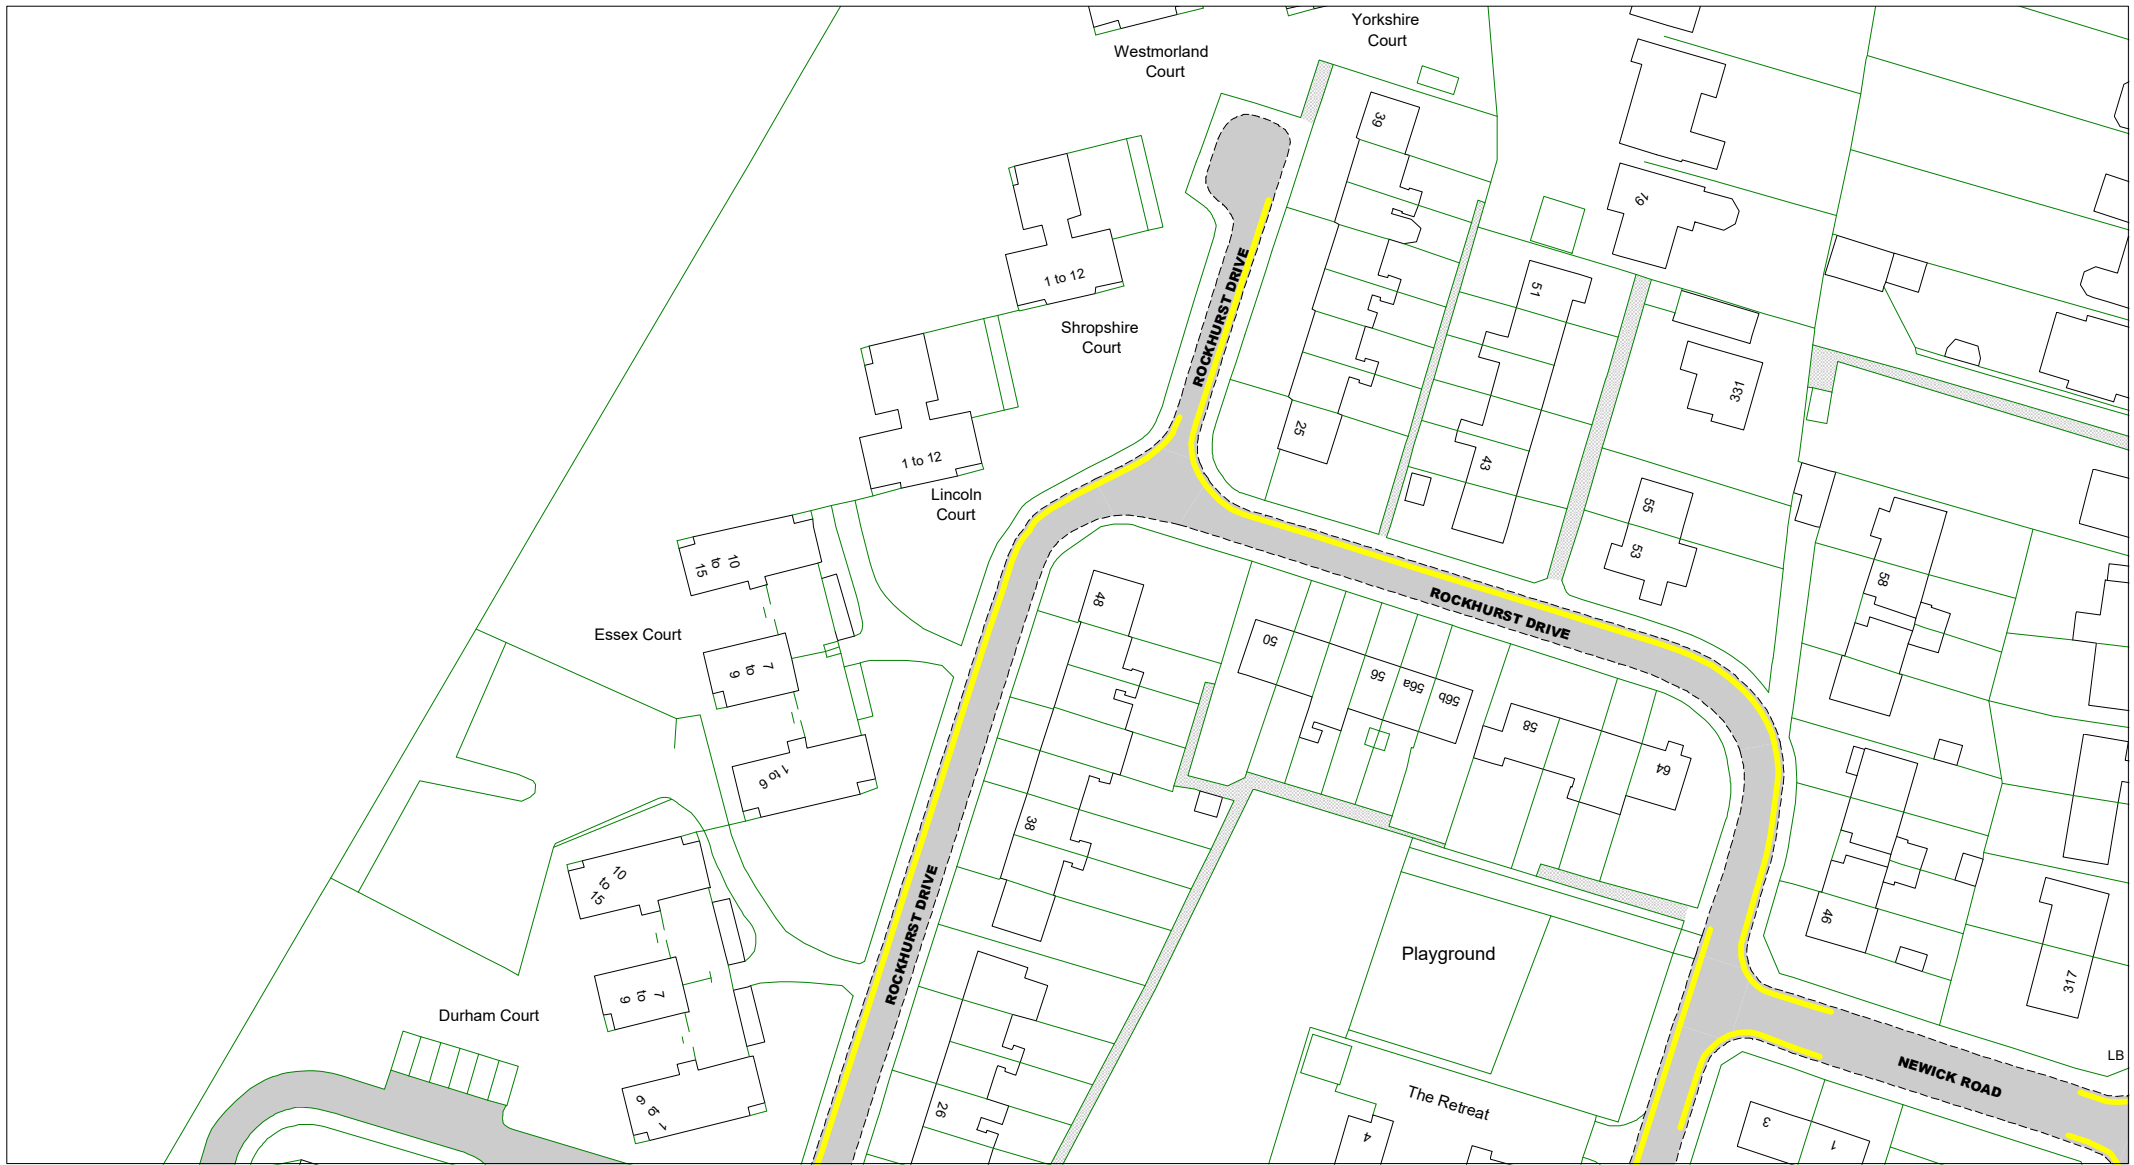 Yorkshire
Court
Westmorland
Court
39
19
1 to 12
51
ROCKHURST DRIVE
Shropshire
Court
331
25
1 to 12
43
Lincoln
Court
55
53
10
to
15
58
48
ROCKHURST DRIVE
Essex Court
50
7
to
9
56
56a
56b
58
64
1 to 6
38
10
to
15
ROCKHURST DRIVE
46
Playground
317
7
to
9
Durham Court
LB
NEWICK ROAD
The Retreat
1
to
6
26
4
3
1